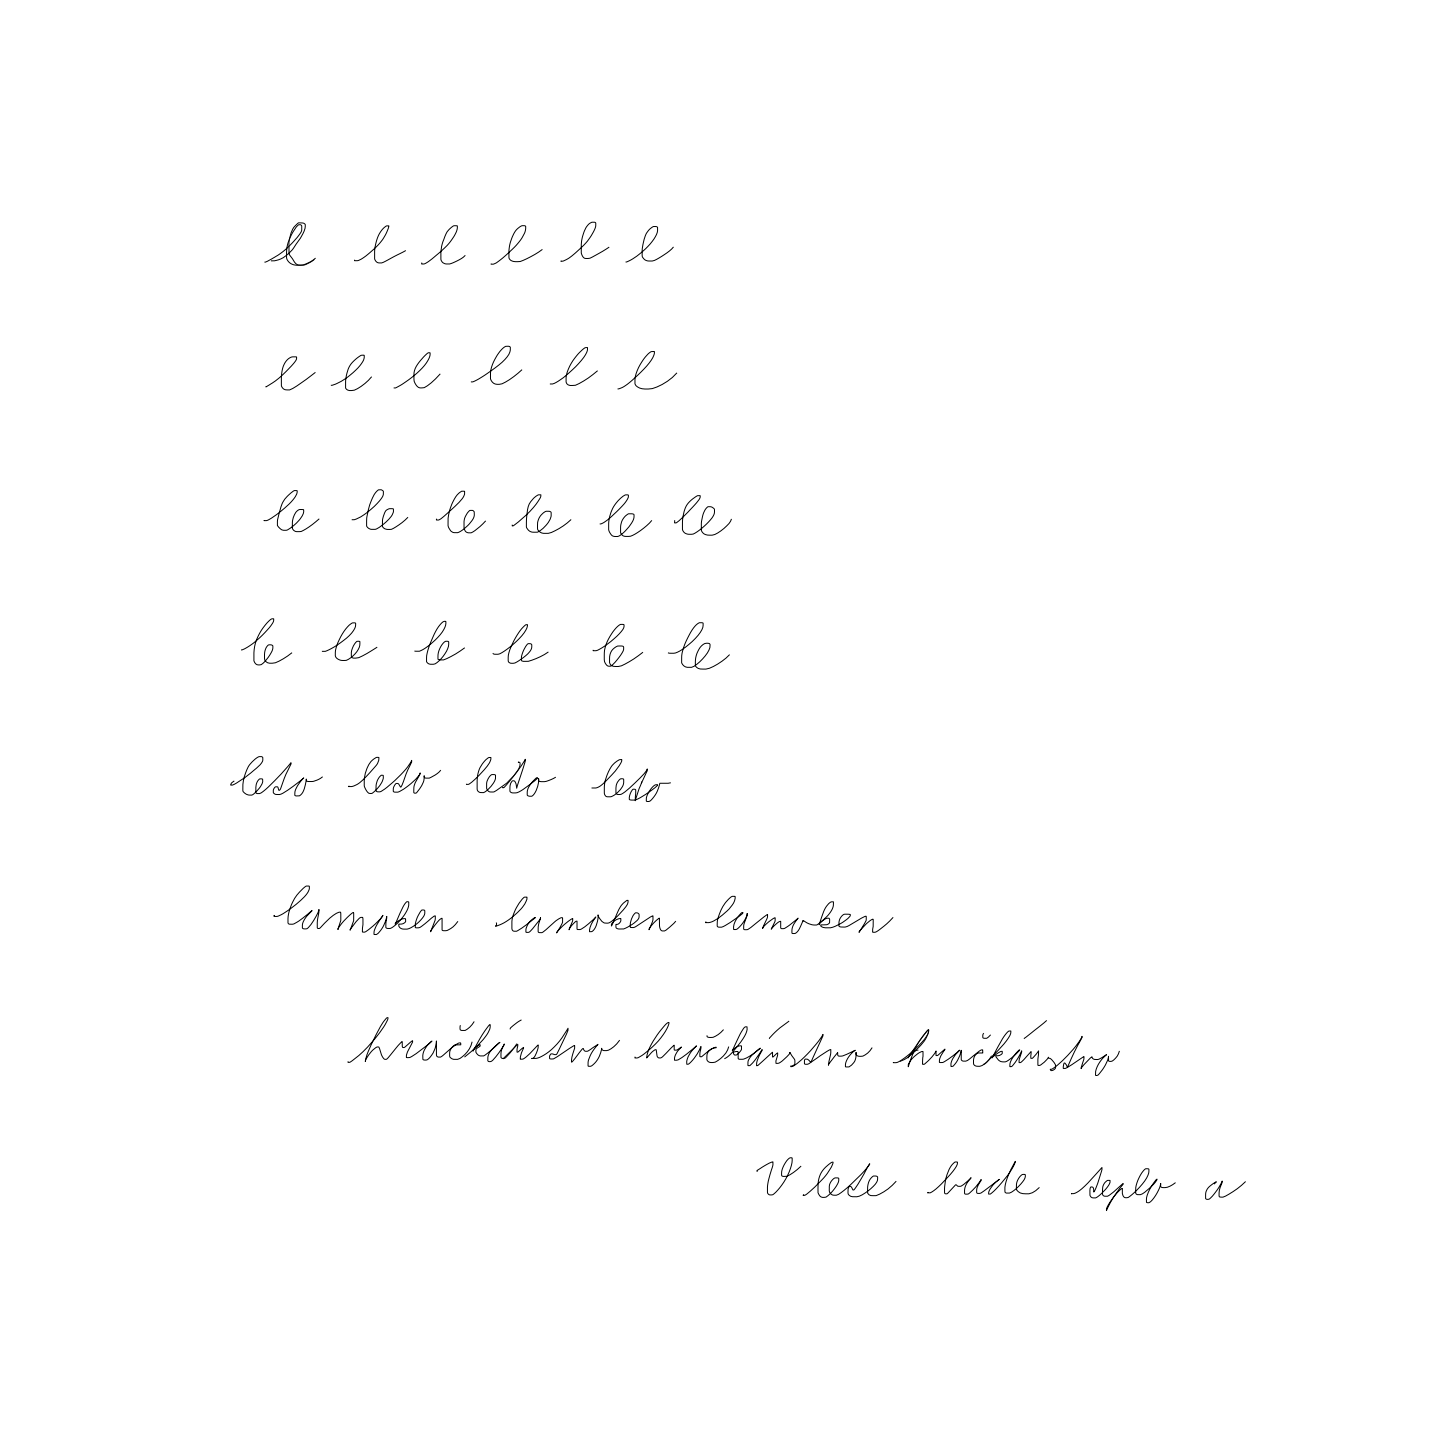 l l l l l l
l l l l l l
le le le le le le
le le le le le le
leto leto leto leto
lamoken lamoken lamoken
hračkárstvo hračkárstvo hračkárstvo
V lete bude teplo a